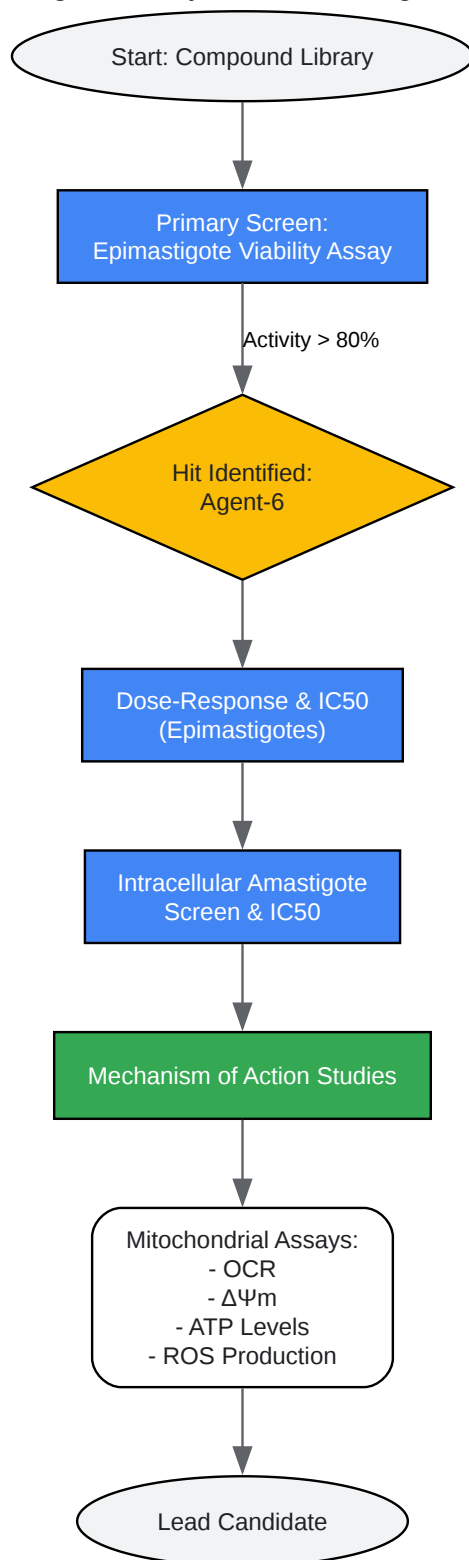 Start: Compound Library
Primary Screen:
Epimastigote Viability Assay
Activity > 80%
Hit Identified:
Agent-6
Dose-Response & IC50
(Epimastigotes)
Intracellular Amastigote
Screen & IC50
Mechanism of Action Studies
Mitochondrial Assays:
- OCR
- ΔΨm
- ATP Levels
- ROS Production
Lead Candidate